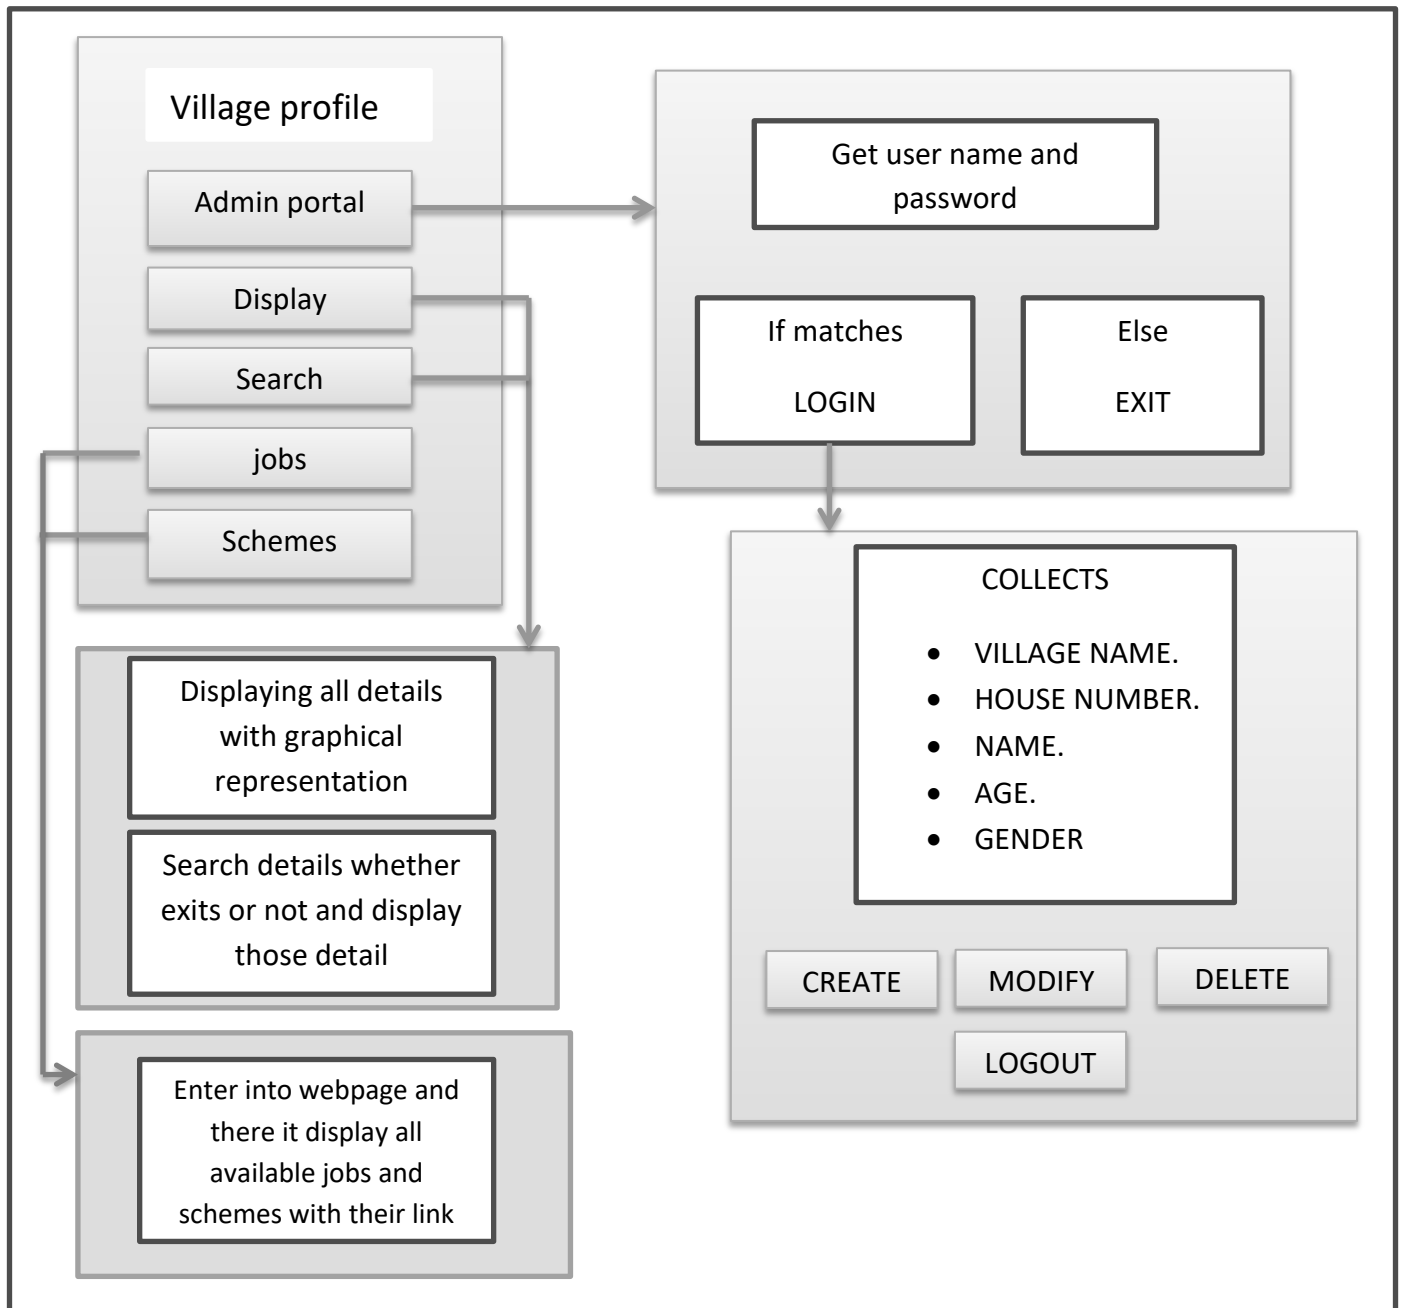 Village profile
Admin portal
Display
Search
jobs
Schemes
Get user name and
password
If matches
LOGIN
Else
EXIT
COLLECTS
• VILLAGE NAME.
• HOUSE NUMBER.
• NAME.
• AGE.
• GENDER
CREATE
MODIFY
DELETE
LOGOUT
Displaying all details
with graphical
representation
Search details whether
exits or not and display
those detail
Enter into webpage and
there it display all
available jobs and
schemes with their link